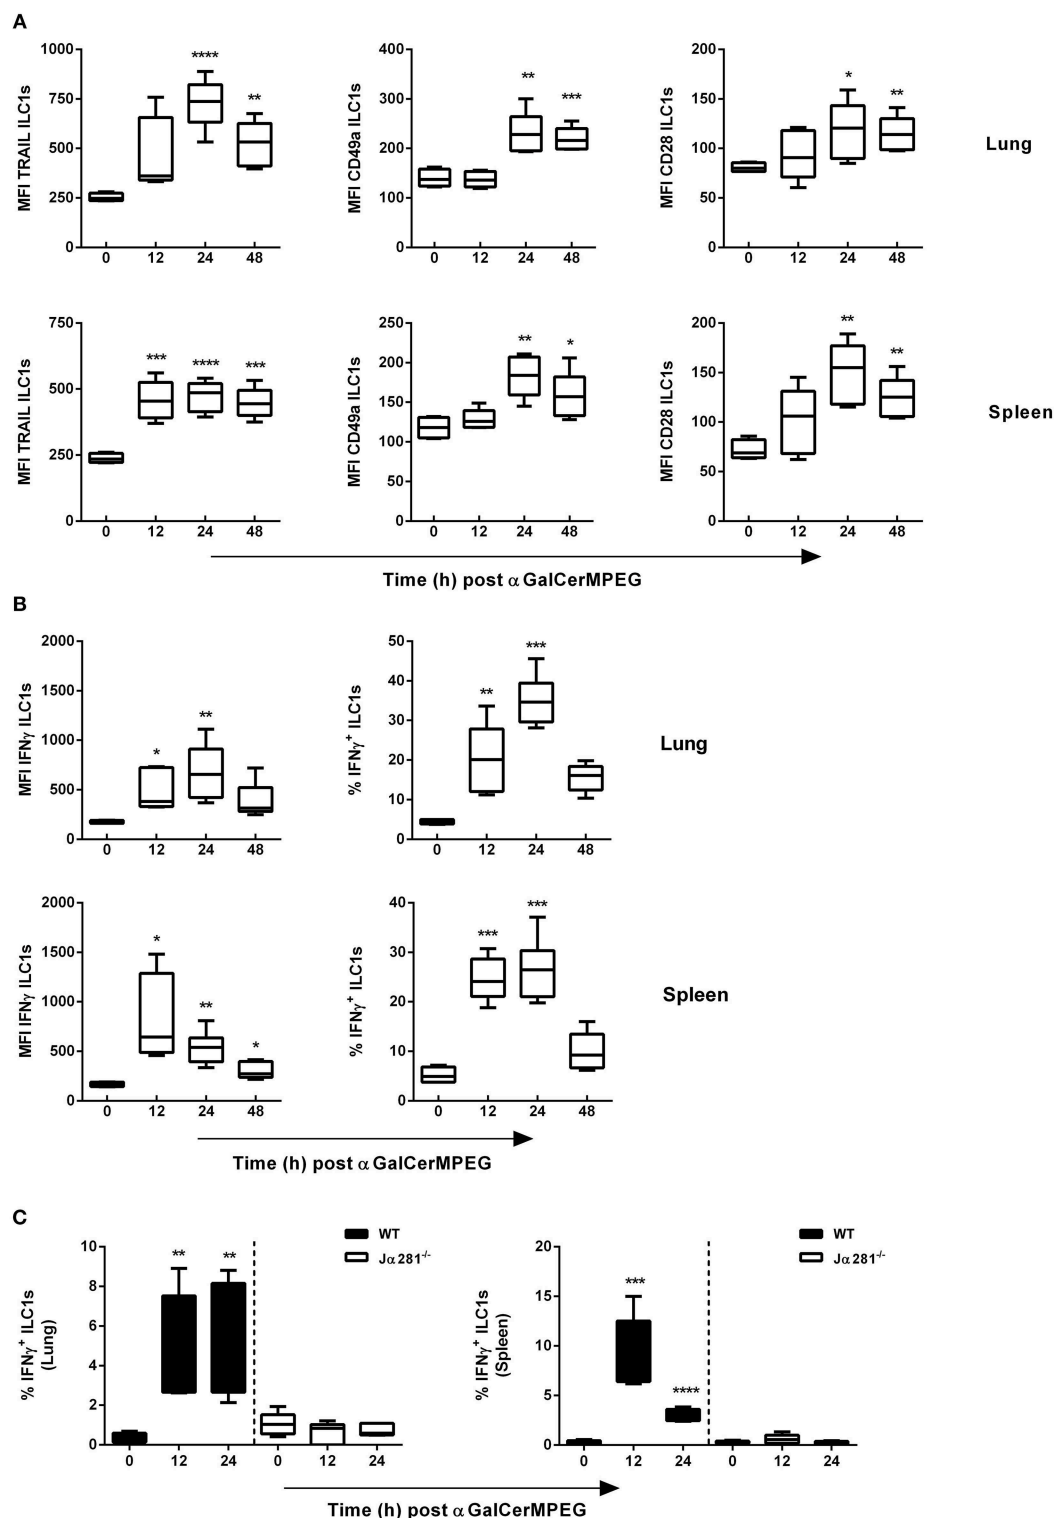 A
MFI TRAIL ILC1s
1000
750
500
250
0
****
**
0 12 24 48
MFI CD49a ILC1s
400
300
200
100
0
**
***
0 12 24 48
MFI CD28 ILC1s
200
150
100
50
0
*
**
0 12 24 48
Lung
MFI TRAIL ILC1s
750
500
250
0
*** **** ***
0 12 24 48
MFI CD49a ILC1s
250
200
150
100
50
0
** *
0 12 24 48
MFI CD28 ILC1s
200
150
100
50
0
**
**
0 12 24 48
Spleen
Time (h) post α GalCerMPEG
B
MFI IFNγ ILC1s
2000
1500
1000
500
0
*
**
0 12 24 48
% IFNγ+ ILC1s
50
40
30
20
10
0
**
***
0 12 24 48
Lung
MFI IFNγ ILC1s
2000
1500
1000
500
0
*
**
*
0 12 24 48
% IFNγ+ ILC1s
40
30
20
10
0
***
***
0 12 24 48
Spleen
Time (h) post α GalCerMPEG
C
WT
Jα281-/-
% IFNγ+ ILC1s
(Lung)
10
8
6
4
2
0
** **
0 12 24 0 12 24
WT
Jα281-/-
% IFNγ+ ILC1s
(Spleen)
20
15
10
5
0
***
****
0 12 24 0 12 24
Time (h) post α GalCerMPEG